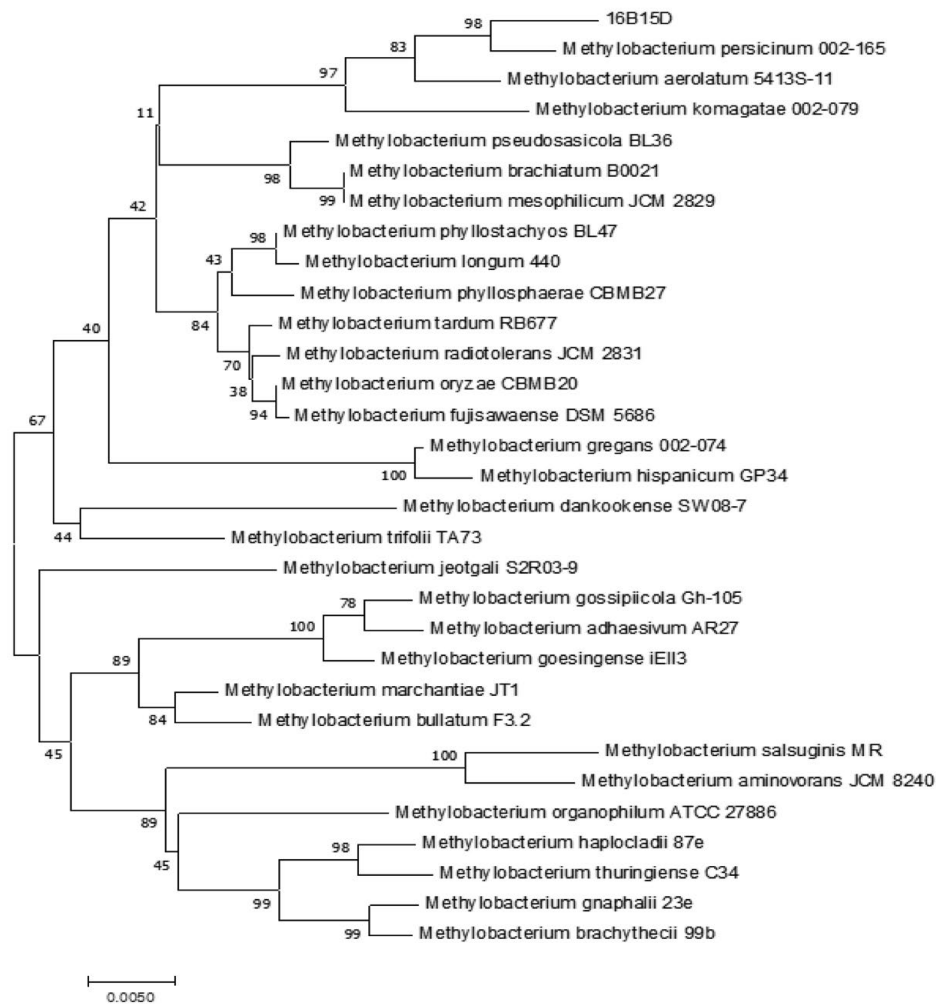 98
16B15D
83
Methylobacterium persicinum 002-165
97
Methylobacterium aerolatum 5413S-11
11
Methylobacterium komagatae 002-079
Methylobacterium pseudosasicola BL36
98
Methylobacterium brachiatum B0021
99
Methylobacterium mesophilicum JCM 2829
42
98
Methylobacterium phyllostachyos BL47
43
Methylobacterium longum 440
Methylobacterium phyllosphaerae CBMB27
84
Methylobacterium tardum RB677
40
70
Methylobacterium radiotolerans JCM 2831
38
Methylobacterium oryzae CBMB20
94
Methylobacterium fujisawaense DSM 5686
67
Methylobacterium gregans 002-074
100
Methylobacterium hispanicum GP34
Methylobacterium dankookense SW08-7
44
Methylobacterium trifolii TA73
Methylobacterium jeotgali S2R03-9
78
Methylobacterium gossipiicola Gh-105
100
Methylobacterium adhaesivum AR27
89
Methylobacterium goesingense iEII3
Methylobacterium marchantiae JT1
84
Methylobacterium bullatum F3.2
45
100
Methylobacterium salsuginis MR
Methylobacterium aminovorans JCM 8240
89
Methylobacterium organophilum ATCC 27886
45
98
Methylobacterium haplocladii 87e
Methylobacterium thuringiense C34
99
Methylobacterium gnaphalii 23e
99
Methylobacterium brachythecii 99b
0.0050